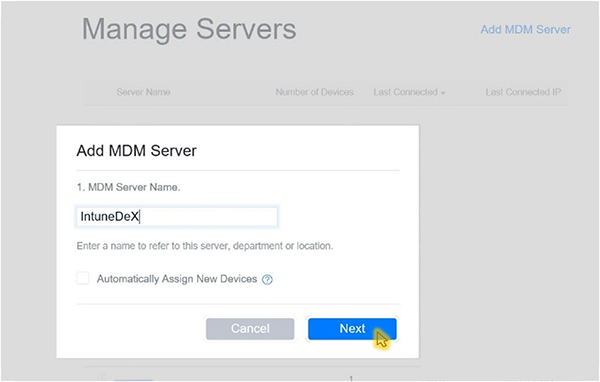 Manage Servers
Add MDM Server
Server Name Number of Devices Last Connected Last Connected IP
Add MDM Server
1. MDM Server Name.
IntuneDeX
Enter a name to refer to this server, department or location.
Automatically Assign New Devices ?
Cancel Next
1